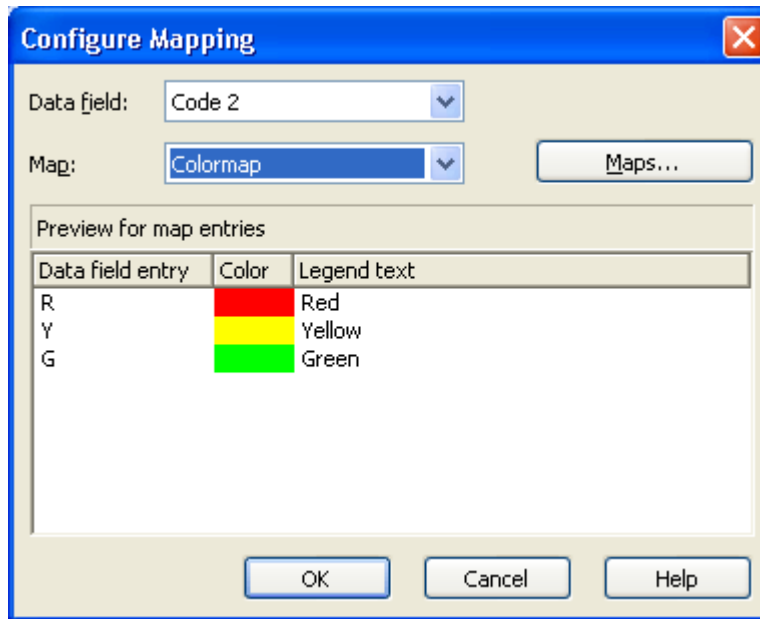 Configure Mapping
Data field: Code 2
Map: Colormap Maps...
Preview for map entries
Data field entry Color Legend text
R Red
Y Yellow
G Green
OK Cancel Help